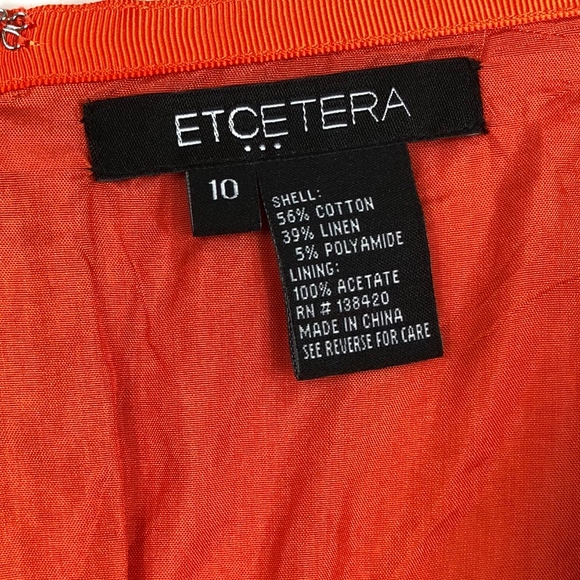 ETCETERA
10
SHELL:
56% COTTON
39% LINEN
5% POLYAMIDE
LINING:
100% ACETATE
RN # 138420
MADE IN CHINA
SEE REVERSE FOR CARE